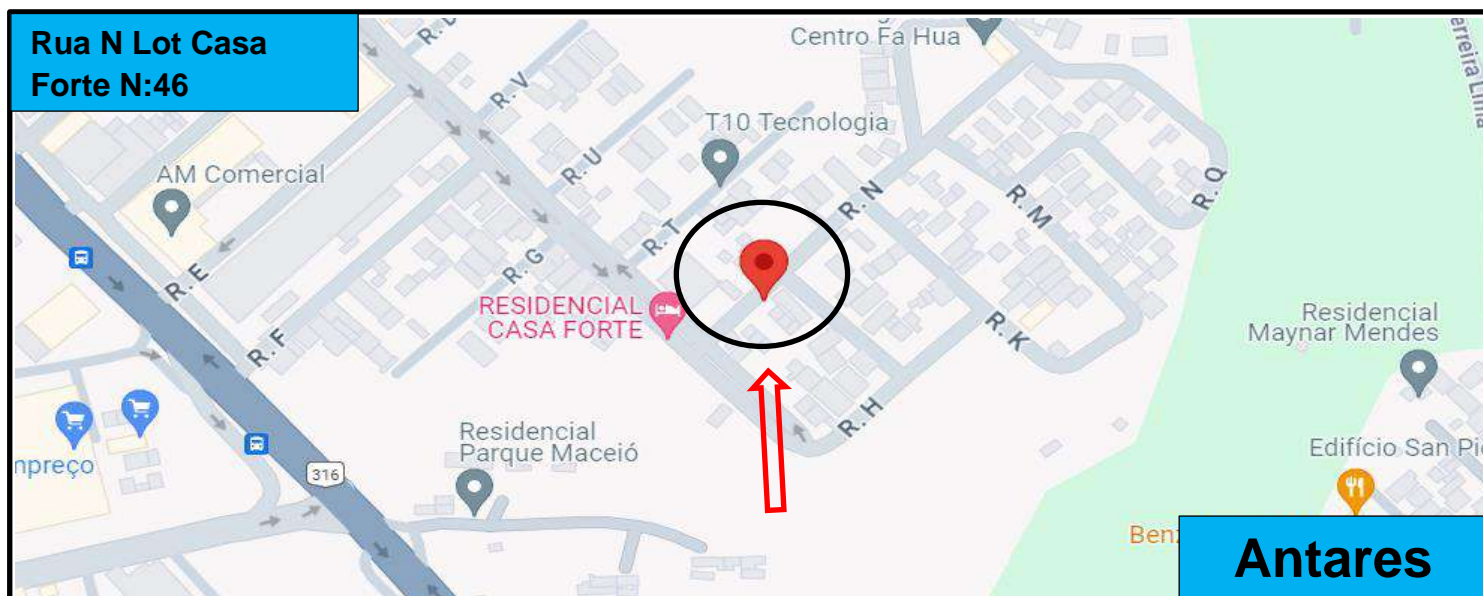 Rua N Lot Casa
Forte N:46
Centro Fa Hua
R. V
T10 Tecnologia
R. U
AM Comercial
R. N
R. M
R. Q
R. T
R. G
R. E
RESIDENCIAL
CASA FORTE
R. K
Residencial
Maynar Mendes
R. F
R. H
Residencial
Parque Maceió
Edifício San Pi
npreço
316
Ben
Antares